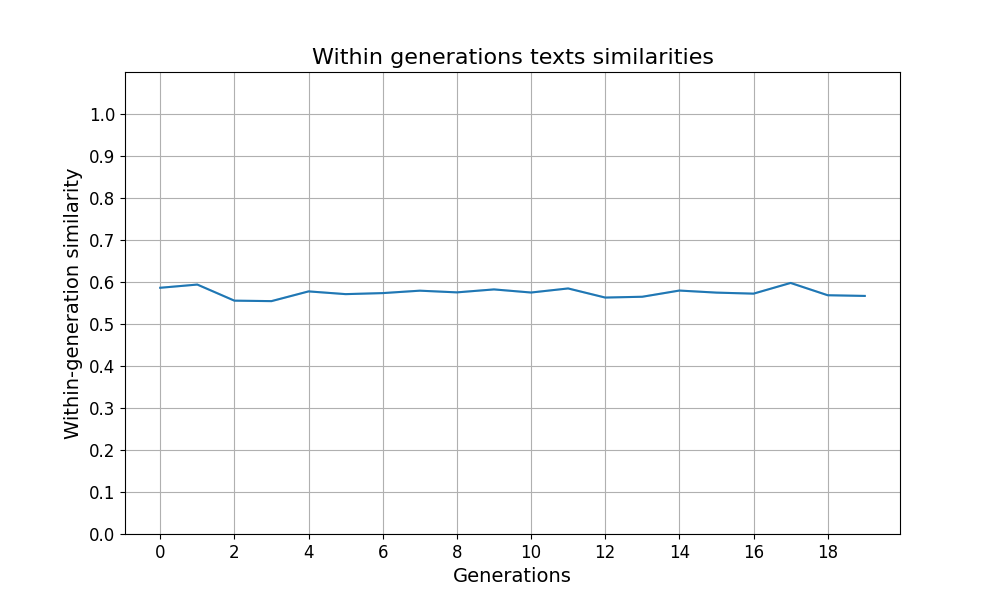 Within generations texts similarities
Within-generation similarity
1.0
0.9
0.8
0.7
0.6
0.5
0.4
0.3
0.2
0.1
0.0
0 2 4 6 8 10 12 14 16 18
Generations